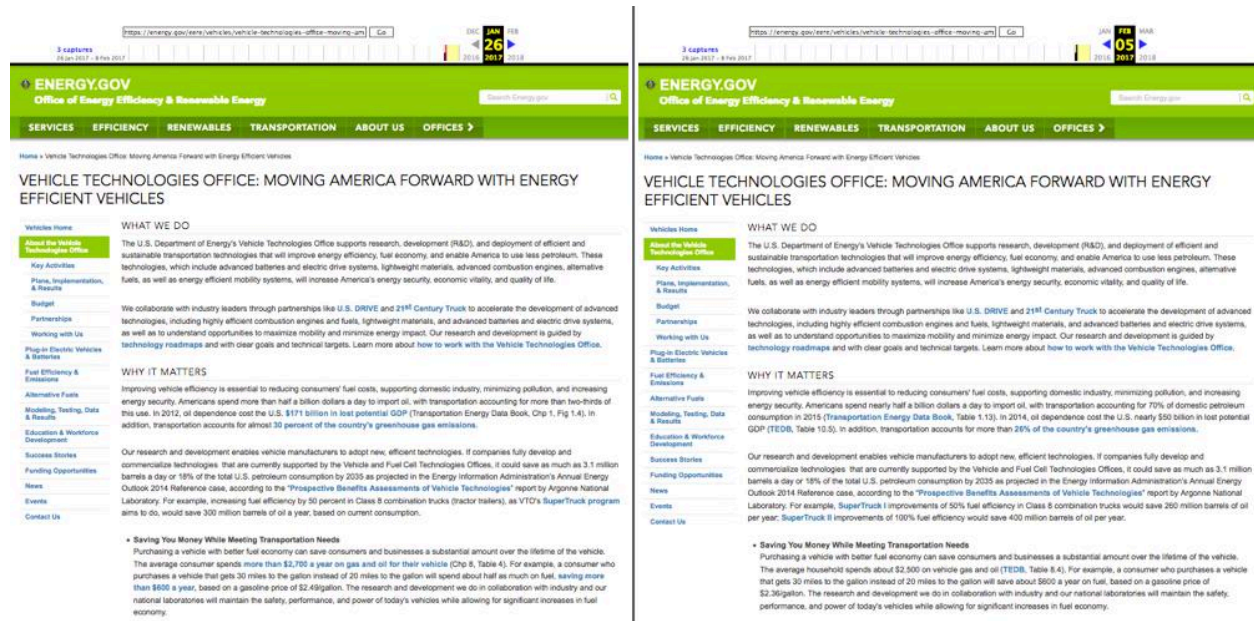 https://energy.gov/eere/vehicles/vehicle-technologies-office-moving-am Go
DEC JAN FEB
3 captures
26
26 Jan 2017 – 8 Feb 2017
2016 2017 2018
ENERGY.GOV
Office of Energy Efficiency & Renewable Energy
Search Energy.gov
SERVICES EFFICIENCY RENEWABLES TRANSPORTATION ABOUT US OFFICES
Home » Vehicle Technologies Office: Moving America Forward with Energy Efficient Vehicles
VEHICLE TECHNOLOGIES OFFICE: MOVING AMERICA FORWARD WITH ENERGY
EFFICIENT VEHICLES
Vehicles Home
About the Vehicle
Technologies Office
Key Activities
Plans, Implementation,
& Results
Budget
Partnerships
Working with Us
Plug-in Electric Vehicles
& Batteries
Fuel Efficiency &
Emissions
Alternative Fuels
Modeling, Testing, Data
& Results
Education & Workforce
Development
Success Stories
Funding Opportunities
News
Events
Contact Us
WHAT WE DO
The U.S. Department of Energy's Vehicle Technologies Office supports research, development (R&D), and deployment of efficient and
sustainable transportation technologies that will improve energy efficiency, fuel economy, and enable America to use less petroleum. These
technologies, which include advanced batteries and electric drive systems, lightweight materials, advanced combustion engines, alternative
fuels, as well as energy efficient mobility systems, will increase America's energy security, economic vitality, and quality of life.
We collaborate with industry leaders through partnerships like U.S. DRIVE and 21st Century Truck to accelerate the development of advanced
technologies, including highly efficient combustion engines and fuels, lightweight materials, and advanced batteries and electric drive systems,
as well as to understand opportunities to maximize mobility and minimize energy impact. Our research and development is guided by
technology roadmaps and with clear goals and technical targets. Learn more about how to work with the Vehicle Technologies Office.
WHY IT MATTERS
Improving vehicle efficiency is essential to reducing consumers' fuel costs, supporting domestic industry, minimizing pollution, and increasing
energy security. Americans spend more than half a billion dollars a day to import oil, with transportation accounting for more than two-thirds of
this use. In 2012, oil dependence cost the U.S. $171 billion in lost potential GDP (Transportation Energy Data Book, Chp 1, Fig 1.4). In
addition, transportation accounts for almost 30 percent of the country's greenhouse gas emissions.
Our research and development enables vehicle manufacturers to adopt new, efficient technologies. If companies fully develop and
commercialize technologies that are currently supported by the Vehicle and Fuel Cell Technologies Offices, it could save as much as 3.1 million
barrels a day or 18% of the total U.S. petroleum consumption by 2035 as projected in the Energy Information Administration's Annual Energy
Outlook 2014 Reference case, according to the "Prospective Benefits Assessments of Vehicle Technologies" report by Argonne National
Laboratory. For example, increasing fuel efficiency by 50 percent in Class 8 combination trucks (tractor trailers), as VTO's SuperTruck program
aims to do, would save 300 million barrels of oil a year, based on current consumption.
• Saving You Money While Meeting Transportation Needs
Purchasing a vehicle with better fuel economy can save consumers and businesses a substantial amount over the lifetime of the vehicle.
The average consumer spends more than $2,700 a year on gas and oil for their vehicle (Chp 8, Table 4). For example, a consumer who
purchases a vehicle that gets 30 miles to the gallon instead of 20 miles to the gallon will spend about half as much on fuel, saving more
than $600 a year, based on a gasoline price of $2.49/gallon. The research and development we do in collaboration with industry and our
national laboratories will maintain the safety, performance, and power of today's vehicles while allowing for significant increases in fuel
economy.
https://energy.gov/eere/vehicles/vehicle-technologies-office-moving-am Go
JAN FEB MAR
3 captures
05
26 Jan 2017 – 8 Feb 2017
2016 2017 2018
ENERGY.GOV
Office of Energy Efficiency & Renewable Energy
Search Energy.gov
SERVICES EFFICIENCY RENEWABLES TRANSPORTATION ABOUT US OFFICES
Home » Vehicle Technologies Office: Moving America Forward with Energy Efficient Vehicles
VEHICLE TECHNOLOGIES OFFICE: MOVING AMERICA FORWARD WITH ENERGY
EFFICIENT VEHICLES
Vehicles Home
About the Vehicle
Technologies Office
Key Activities
Plans, Implementation,
& Results
Budget
Partnerships
Working with Us
Plug-in Electric Vehicles
& Batteries
Fuel Efficiency &
Emissions
Alternative Fuels
Modeling, Testing, Data
& Results
Education & Workforce
Development
Success Stories
Funding Opportunities
News
Events
Contact Us
WHAT WE DO
The U.S. Department of Energy's Vehicle Technologies Office supports research, development (R&D), and deployment of efficient and
sustainable transportation technologies that will improve energy efficiency, fuel economy, and enable America to use less petroleum. These
technologies, which include advanced batteries and electric drive systems, lightweight materials, advanced combustion engines, alternative
fuels, as well as energy efficient mobility systems, will increase America's energy security, economic vitality, and quality of life.
We collaborate with industry leaders through partnerships like U.S. DRIVE and 21st Century Truck to accelerate the development of advanced
technologies, including highly efficient combustion engines and fuels, lightweight materials, and advanced batteries and electric drive systems,
as well as to understand opportunities to maximize mobility and minimize energy impact. Our research and development is guided by
technology roadmaps and with clear goals and technical targets. Learn more about how to work with the Vehicle Technologies Office.
WHY IT MATTERS
Improving vehicle efficiency is essential to reducing consumers' fuel costs, supporting domestic industry, minimizing pollution, and increasing
energy security. Americans spend nearly half a billion dollars a day to import oil, with transportation accounting for 70% of domestic petroleum
consumption in 2015 (Transportation Energy Data Book, Table 1.13). In 2014, oil dependence cost the U.S. nearly $50 billion in lost potential
GDP (TEDB, Table 10.5). In addition, transportation accounts for more than 26% of the country's greenhouse gas emissions.
Our research and development enables vehicle manufacturers to adopt new, efficient technologies. If companies fully develop and
commercialize technologies that are currently supported by the Vehicle and Fuel Cell Technologies Offices, it could save as much as 3.1 million
barrels a day or 18% of the total U.S. petroleum consumption by 2035 as projected in the Energy Information Administration's Annual Energy
Outlook 2014 Reference case, according to the "Prospective Benefits Assessments of Vehicle Technologies" report by Argonne National
Laboratory. For example, SuperTruck I improvements of 50% fuel efficiency in Class 8 combination trucks would save 260 million barrels of oil
per year; SuperTruck II improvements of 100% fuel efficiency would save 400 million barrels of oil per year.
• Saving You Money While Meeting Transportation Needs
Purchasing a vehicle with better fuel economy can save consumers and businesses a substantial amount over the lifetime of the vehicle.
The average household spends about $2,500 on vehicle gas and oil (TEDB, Table 8.4). For example, a consumer who purchases a vehicle
that gets 30 miles to the gallon instead of 20 miles to the gallon will save about $600 a year on fuel, based on a gasoline price of
$2.36/gallon. The research and development we do in collaboration with industry and our national laboratories will maintain the safety,
performance, and power of today's vehicles while allowing for significant increases in fuel economy.